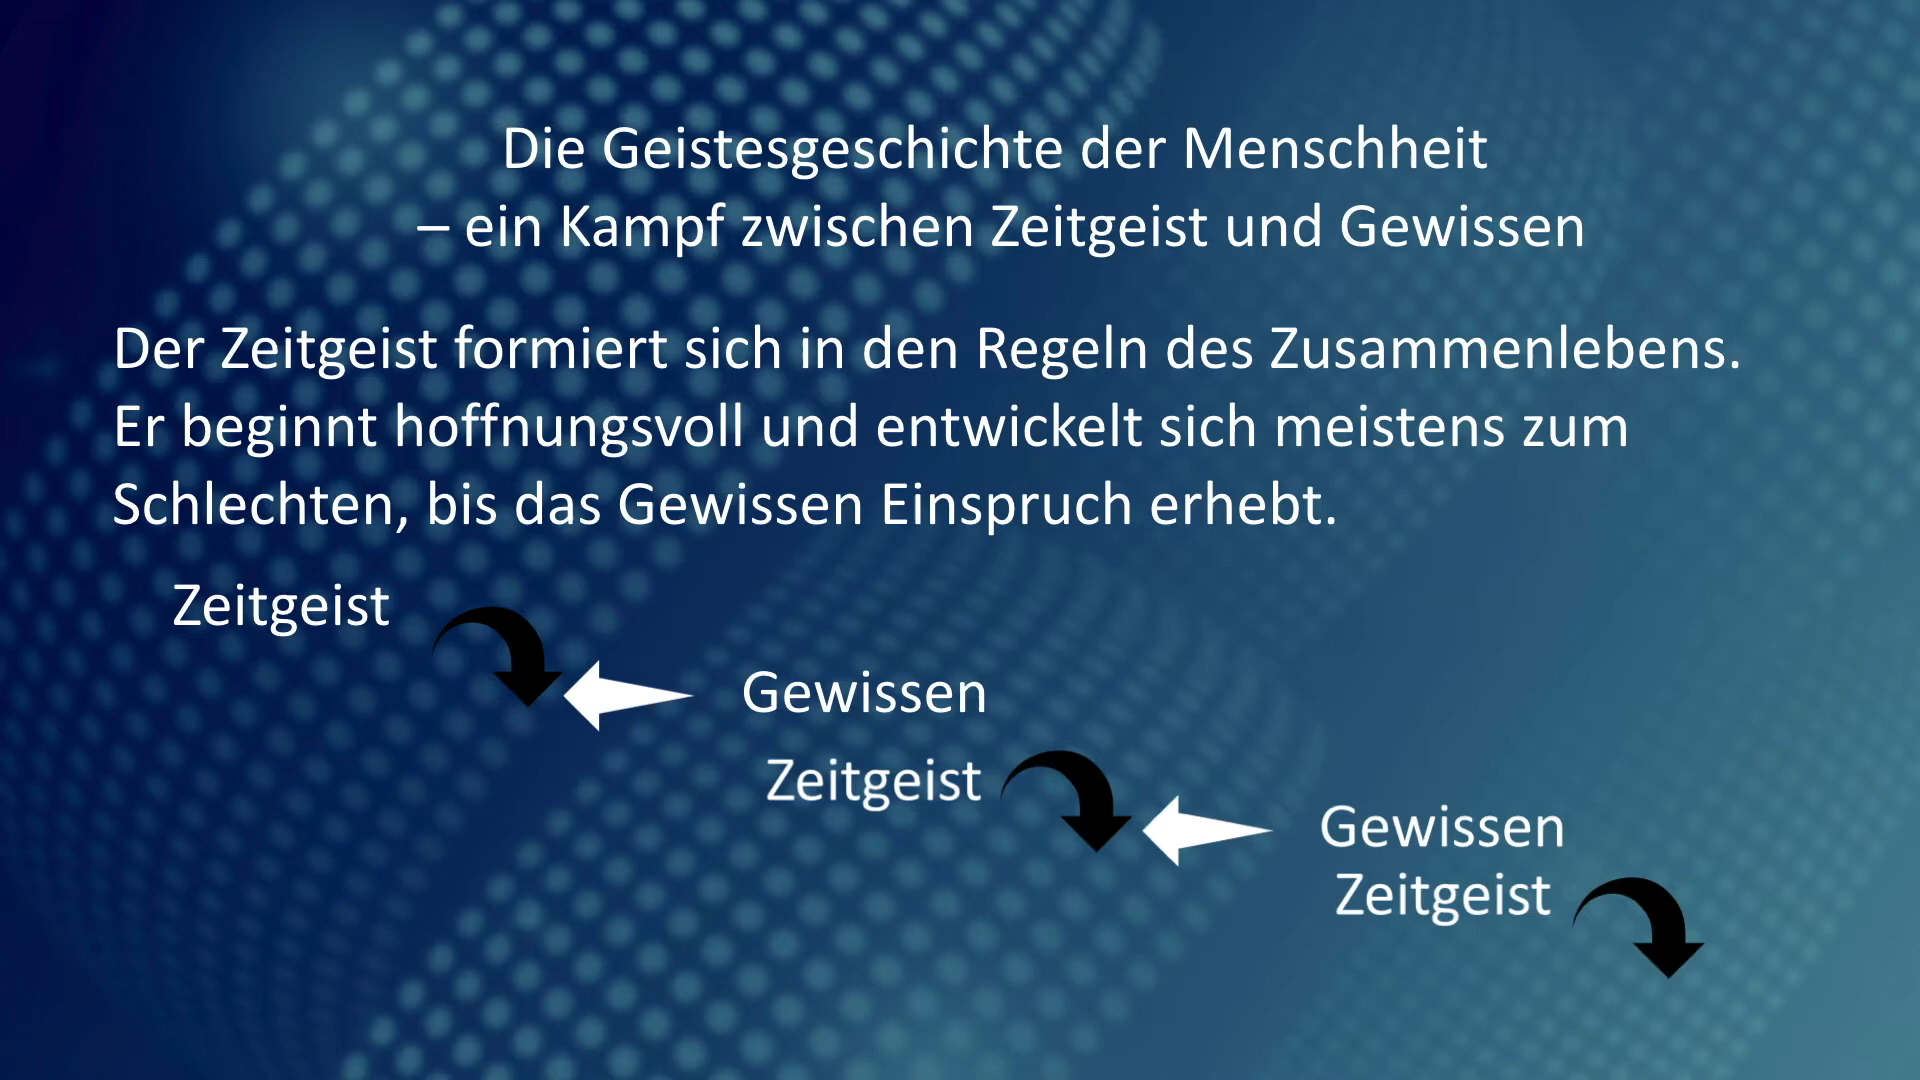 Die Geistesgeschichte der Menschheit
– ein Kampf zwischen Zeitgeist und Gewissen
Der Zeitgeist formiert sich in den Regeln des Zusammenlebens.
Er beginnt hoffnungsvoll und entwickelt sich meistens zum
Schlechten, bis das Gewissen Einspruch erhebt.
Zeitgeist
Gewissen
Zeitgeist
Gewissen
Zeitgeist